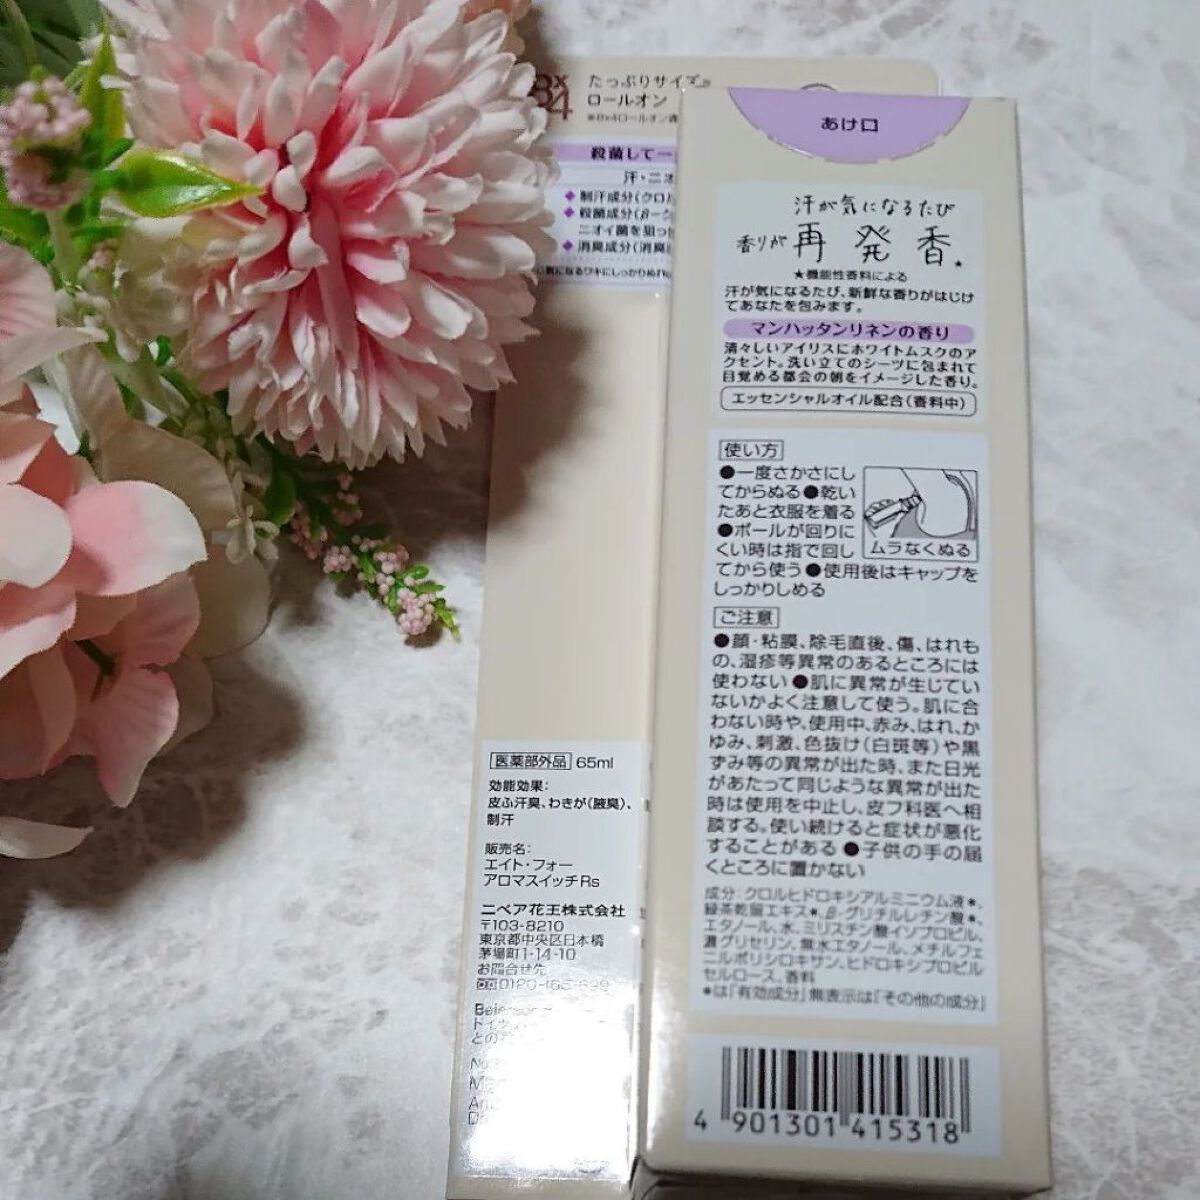 8x4
たっぷりサイズ※
ロールオン
殺菌して
汗・ニオ
◆制汗成分(クロル
◆殺菌成分(β-グ
ニオイ菌を狙っ
◆消臭成分(消臭
気になるワキにしっかりぬれ
医薬部外品 65ml
効能効果:
皮ふ汗臭、わきが(腋臭)、
制汗
販売名:
エイト・フォー
アロマスイッチRs
ニベア花王株式会社
〒103-8210
東京都中央区日本橋
茅場町1-14-10
お問合せ先
0120-165-699
あけ口
汗が気になるたび
香りが再発香★
★機能性香料による
汗が気になるたび、新鮮な香りがはじけ
てあなたを包みます。
マンハッタンリネンの香り
清々しいアイリスにホワイトムスクのア
クセント。洗い立てのシーツに包まれて
目覚める都会の朝をイメージした香り。
エッセンシャルオイル配合(香料中)
使い方
●一度さかさにし
てからぬる●乾い
たあと衣服を着る
●ボールが回りに
くい時は指で回し
てから使う●使用後はキャップを
しっかりしめる
ムラなくぬる
ご注意
●顔・粘膜、除毛直後、傷、はれも
の、湿疹等異常のあるところには
使わない●肌に異常が生じてい
ないかよく注意して使う。肌に合
わない時や、使用中、赤み、はれ、か
ゆみ、刺激、色抜け(白斑等)や黒
ずみ等の異常が出た時、また日光
があたって同じような異常が出た
時は使用を中止し、皮フ科医へ相
談する。使い続けると症状が悪化
することがある●子供の手の届
くところに置かない
成分:クロルヒドロキシアルミニウム液*、
緑茶乾留エキス*、β-グリチルレチン酸*、
エタノール、水、ミリスチン酸イソプロピル、
濃グリセリン、無水エタノール、メチルフェ
ニルポリシロキサン、ヒドロキシプロピル
セルロース、香料
*は「有効成分」無表示は「その他の成分」
4 901301 415318